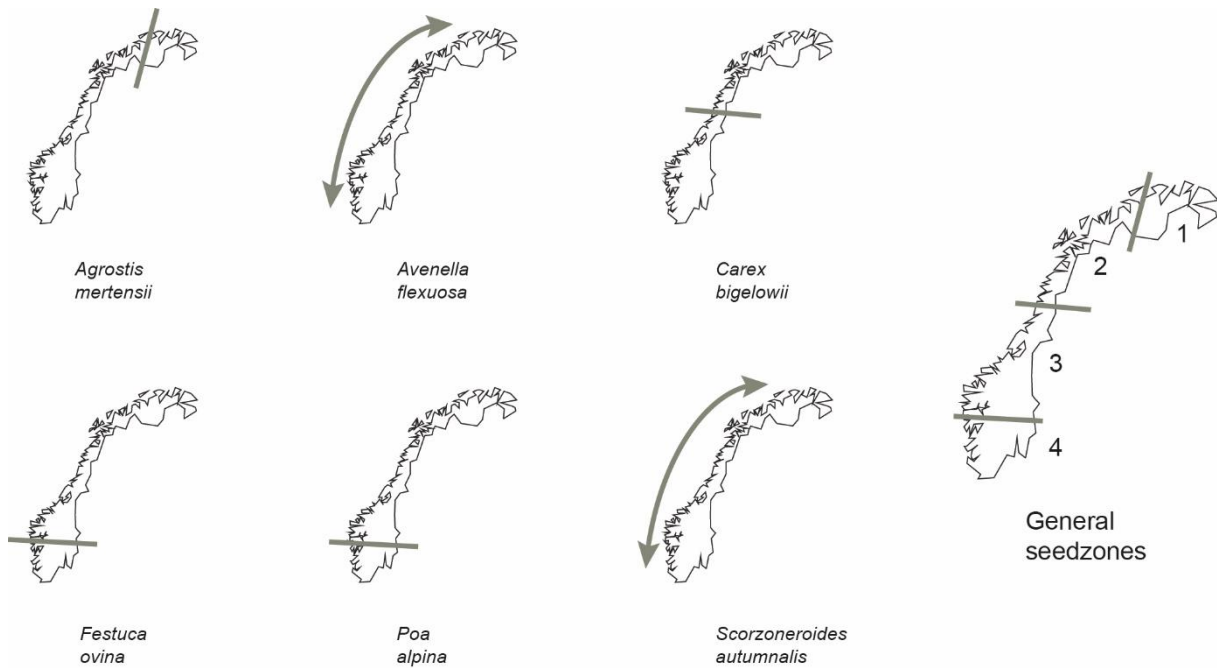 Agrostis
mertensii
Avenella
flexuosa
Carex
bigelowii
Festuca
ovina
Poa
alpina
Scorzoneroides
autumnalis
1
2
3
4
General
seedzones